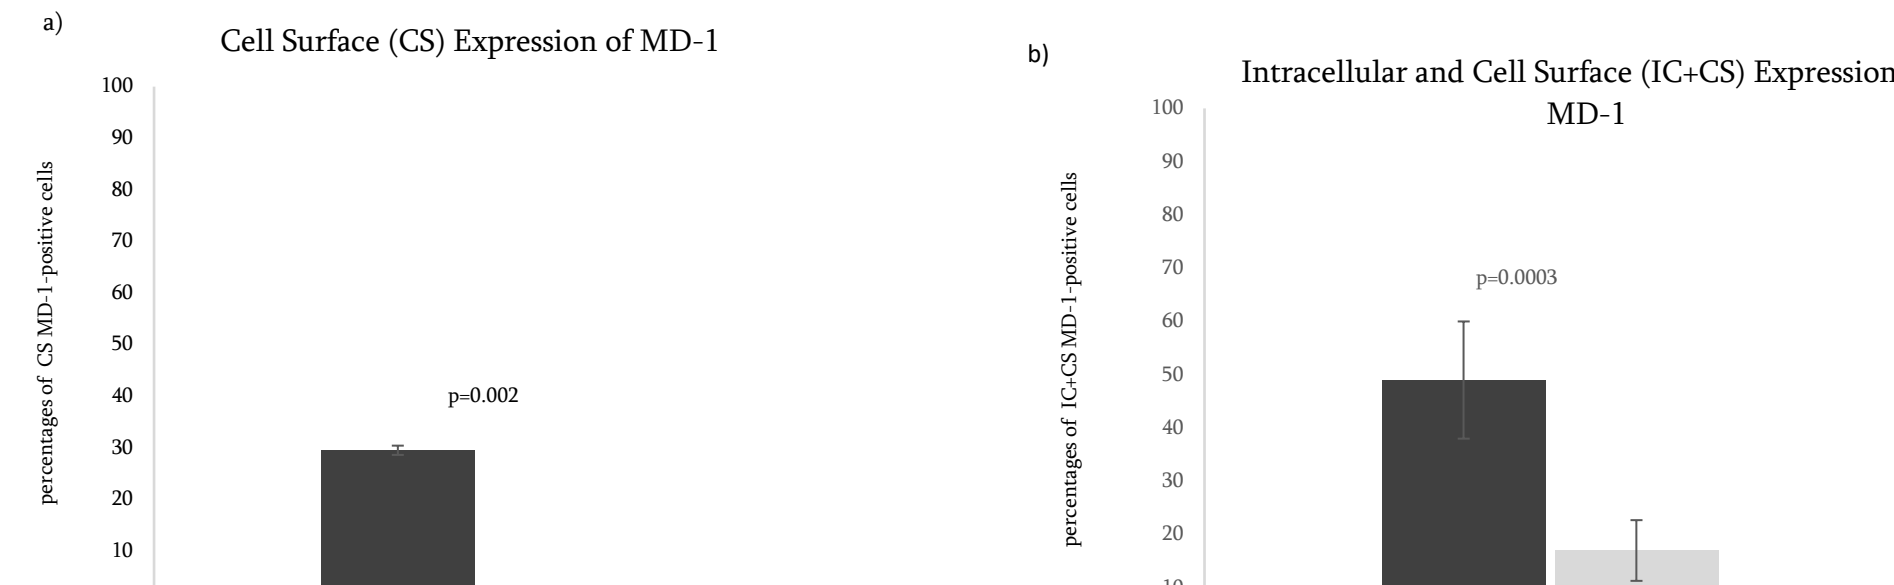 a)
Cell Surface (CS) Expression of MD-1
100
90
80
70
60
50
40
30
20
10
percentages of CS MD-1-positive cells
p=0.002
b)
Intracellular and Cell Surface (IC+CS) Expression
MD-1
100
90
80
70
60
50
40
30
20
10
percentages of IC+CS MD-1-positive cells
p=0.0003